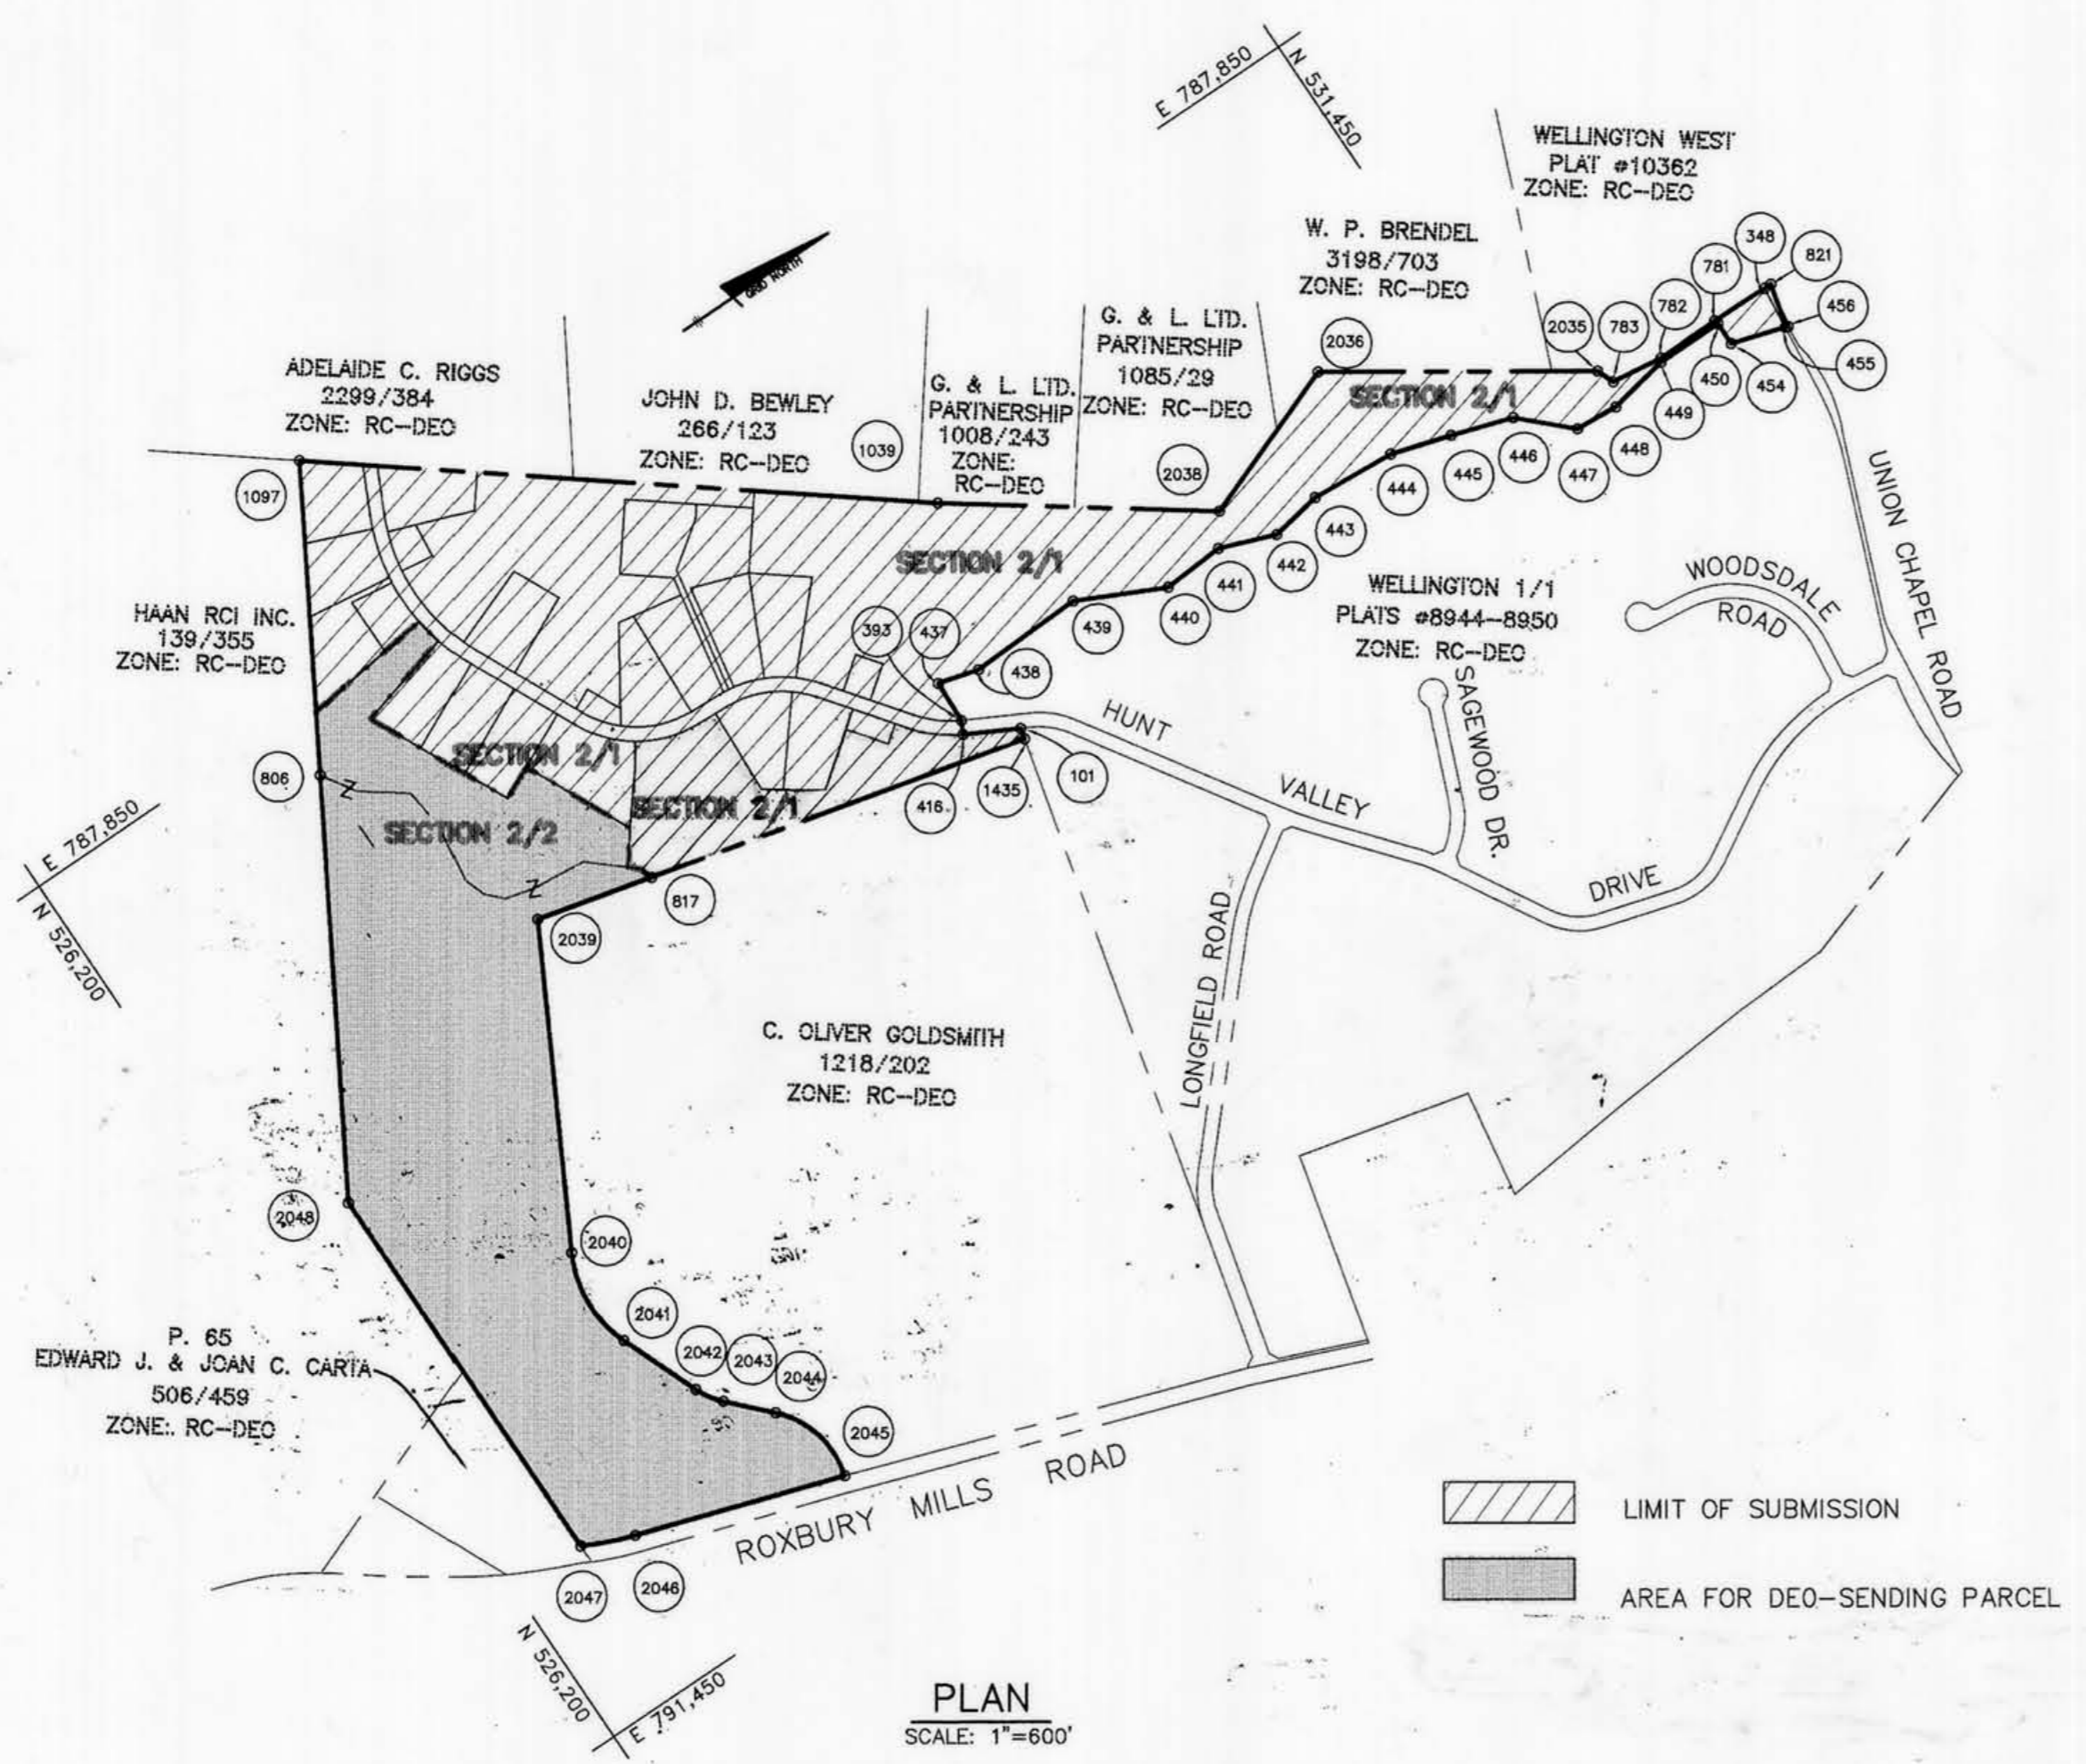 E 787,850
N 531,450
WELLINGTON WEST
PLAT #10362
ZONE: RC-DEO
W. P. BRENDEL
3198/703
ZONE: RC-DEO
348
821
781
456
782
2035
783
455
450
454
449
448
447
446
445
444
GRID NORTH
G. & L. LTD.
PARTNERSHIP
1085/29
ZONE: RC-DEO
2036
SECTION 2/1
ADELAIDE C. RIGGS
2299/384
ZONE: RC-DEO
JOHN D. BEWLEY
266/123
ZONE: RC-DEO
1039
G. & L. LTD.
PARTNERSHIP
1008/243
ZONE:
RC-DEO
2038
1097
SECTION 2/1
443
442
441
440
439
438
393
437
WELLINGTON 1/1
PLATS #8944-8950
ZONE: RC-DEO
WOODSDALE
ROAD
UNION CHAPEL ROAD
HAAN RCI INC.
139/355
ZONE: RC-DEO
SAGEWOOD DR.
HUNT
VALLEY
DRIVE
SECTION 2/1
SECTION 2/1
806
416
1435
101
SECTION 2/2
E 787,850
N 526,200
817
2039
LONGFIELD ROAD
C. OLIVER GOLDSMITH
1218/202
ZONE: RC-DEO
2048
2040
2041
2042
2043
2044
2045
P. 65
EDWARD J. & JOAN C. CARTA
506/459
ZONE: RC-DEO
ROXBURY MILLS ROAD
2047
2046
LIMIT OF SUBMISSION
AREA FOR DEO-SENDING PARCEL
N 526,200
E 791,450
PLAN
SCALE: 1"=600'